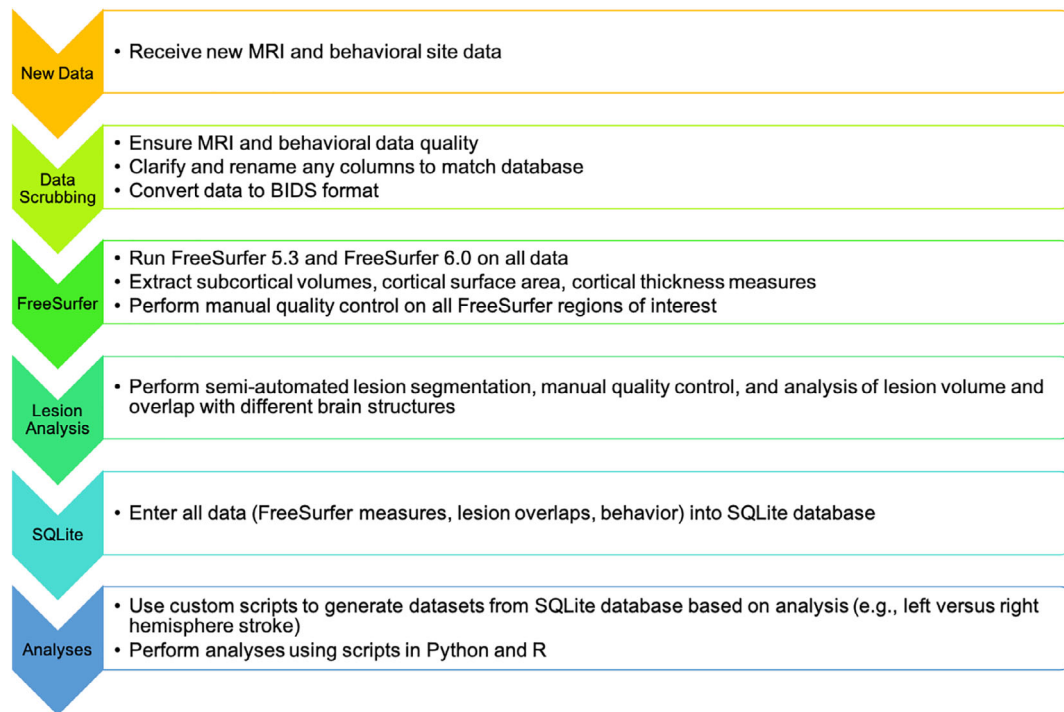 New Data
• Receive new MRI and behavioral site data
Data
Scrubbing
• Ensure MRI and behavioral data quality
• Clarify and rename any columns to match database
• Convert data to BIDS format
FreeSurfer
• Run FreeSurfer 5.3 and FreeSurfer 6.0 on all data
• Extract subcortical volumes, cortical surface area, cortical thickness measures
• Perform manual quality control on all FreeSurfer regions of interest
Lesion
Analysis
• Perform semi-automated lesion segmentation, manual quality control, and analysis of lesion volume and
overlap with different brain structures
SQLite
• Enter all data (FreeSurfer measures, lesion overlaps, behavior) into SQLite database
Analyses
• Use custom scripts to generate datasets from SQLite database based on analysis (e.g., left versus right
hemisphere stroke)
• Perform analyses using scripts in Python and R